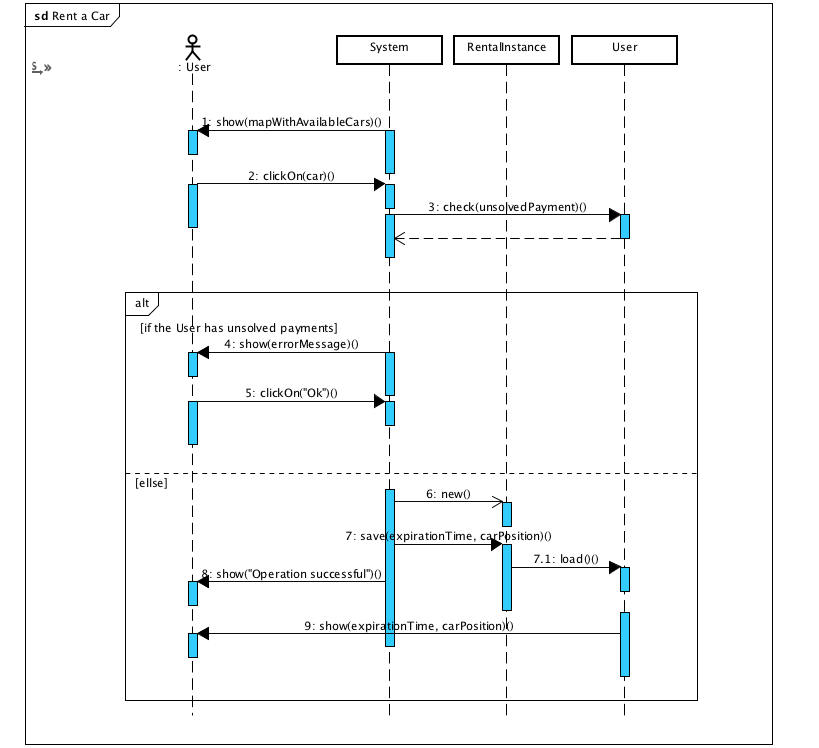 sd Rent a Car
System
RentalInstance
User
: User
1: show(mapWithAvailableCars)()
2: clickOn(car)()
3: check(unsolvedPayment)()
alt
[if the User has unsolved payments]
4: show(errorMessage)()
5: clickOn("Ok")()
[ellse]
6: new()
7: save(expirationTime, carPosition)()
7.1: load()()
8: show("Operation successful")()
9: show(expirationTime, carPosition)()